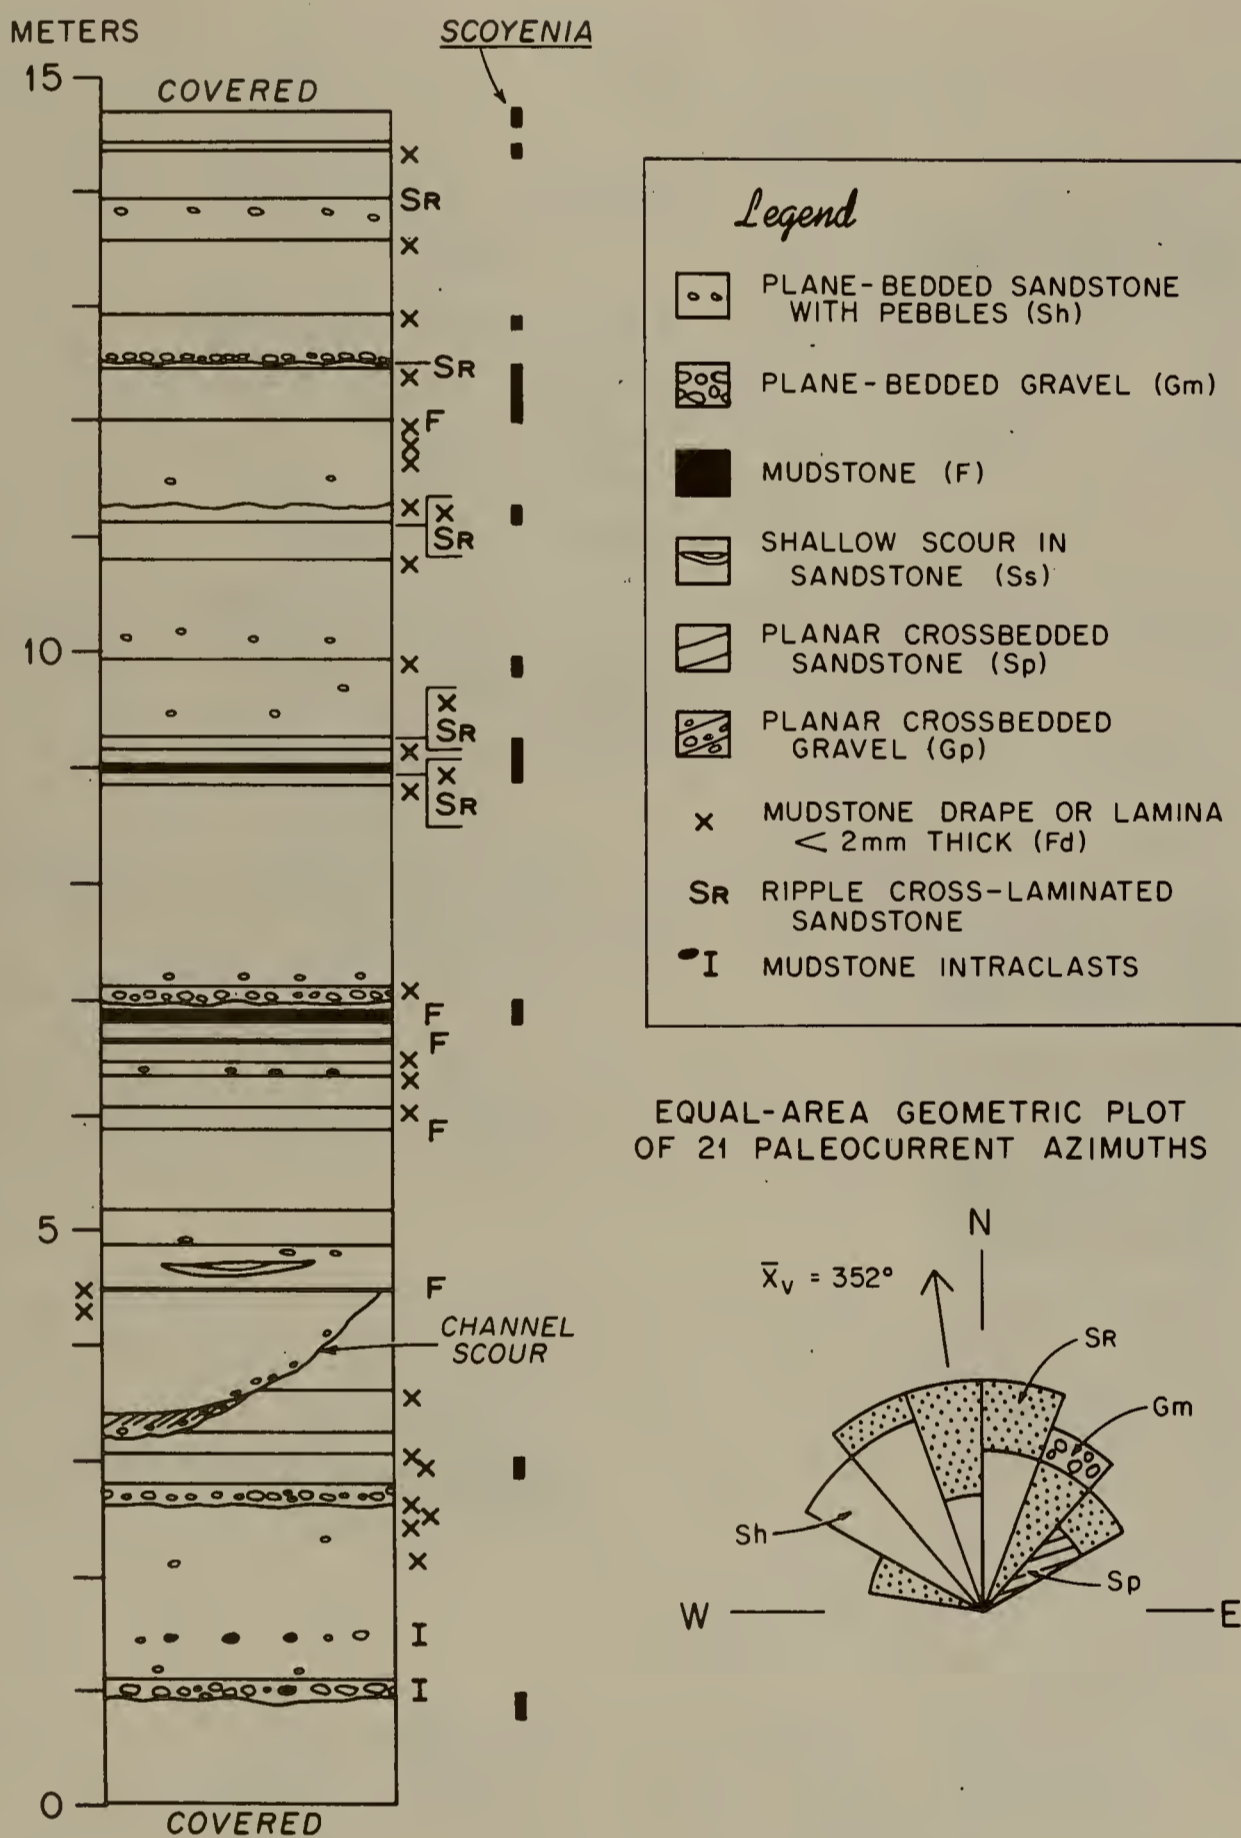 METERS
SCOYENIA
15
COVERED
X
SR
X
X
SR
X
X F
X
X
X
X
SR
X
10
X
X
SR
X
X
SR
X
X
F
F
X
X
X
F
5
X
X
F
CHANNEL
SCOUR
X
X
X
X
X
X
X
I
I
0
COVERED
Legend
PLANE-BEDDED SANDSTONE
WITH PEBBLES (Sh)
PLANE-BEDDED GRAVEL (Gm)
MUDSTONE (F)
SHALLOW SCOUR IN
SANDSTONE (Ss)
PLANAR CROSSBEDDED
SANDSTONE (Sp)
PLANAR CROSSBEDDED
GRAVEL (Gp)
X MUDSTONE DRAPE OR LAMINA
< 2mm THICK (Fd)
SR RIPPLE CROSS-LAMINATED
SANDSTONE
I MUDSTONE INTRACLASTS
EQUAL-AREA GEOMETRIC PLOT
OF 21 PALEOCURRENT AZIMUTHS
N
X̅v = 352°
SR
Gm
Sh
Sp
W
E